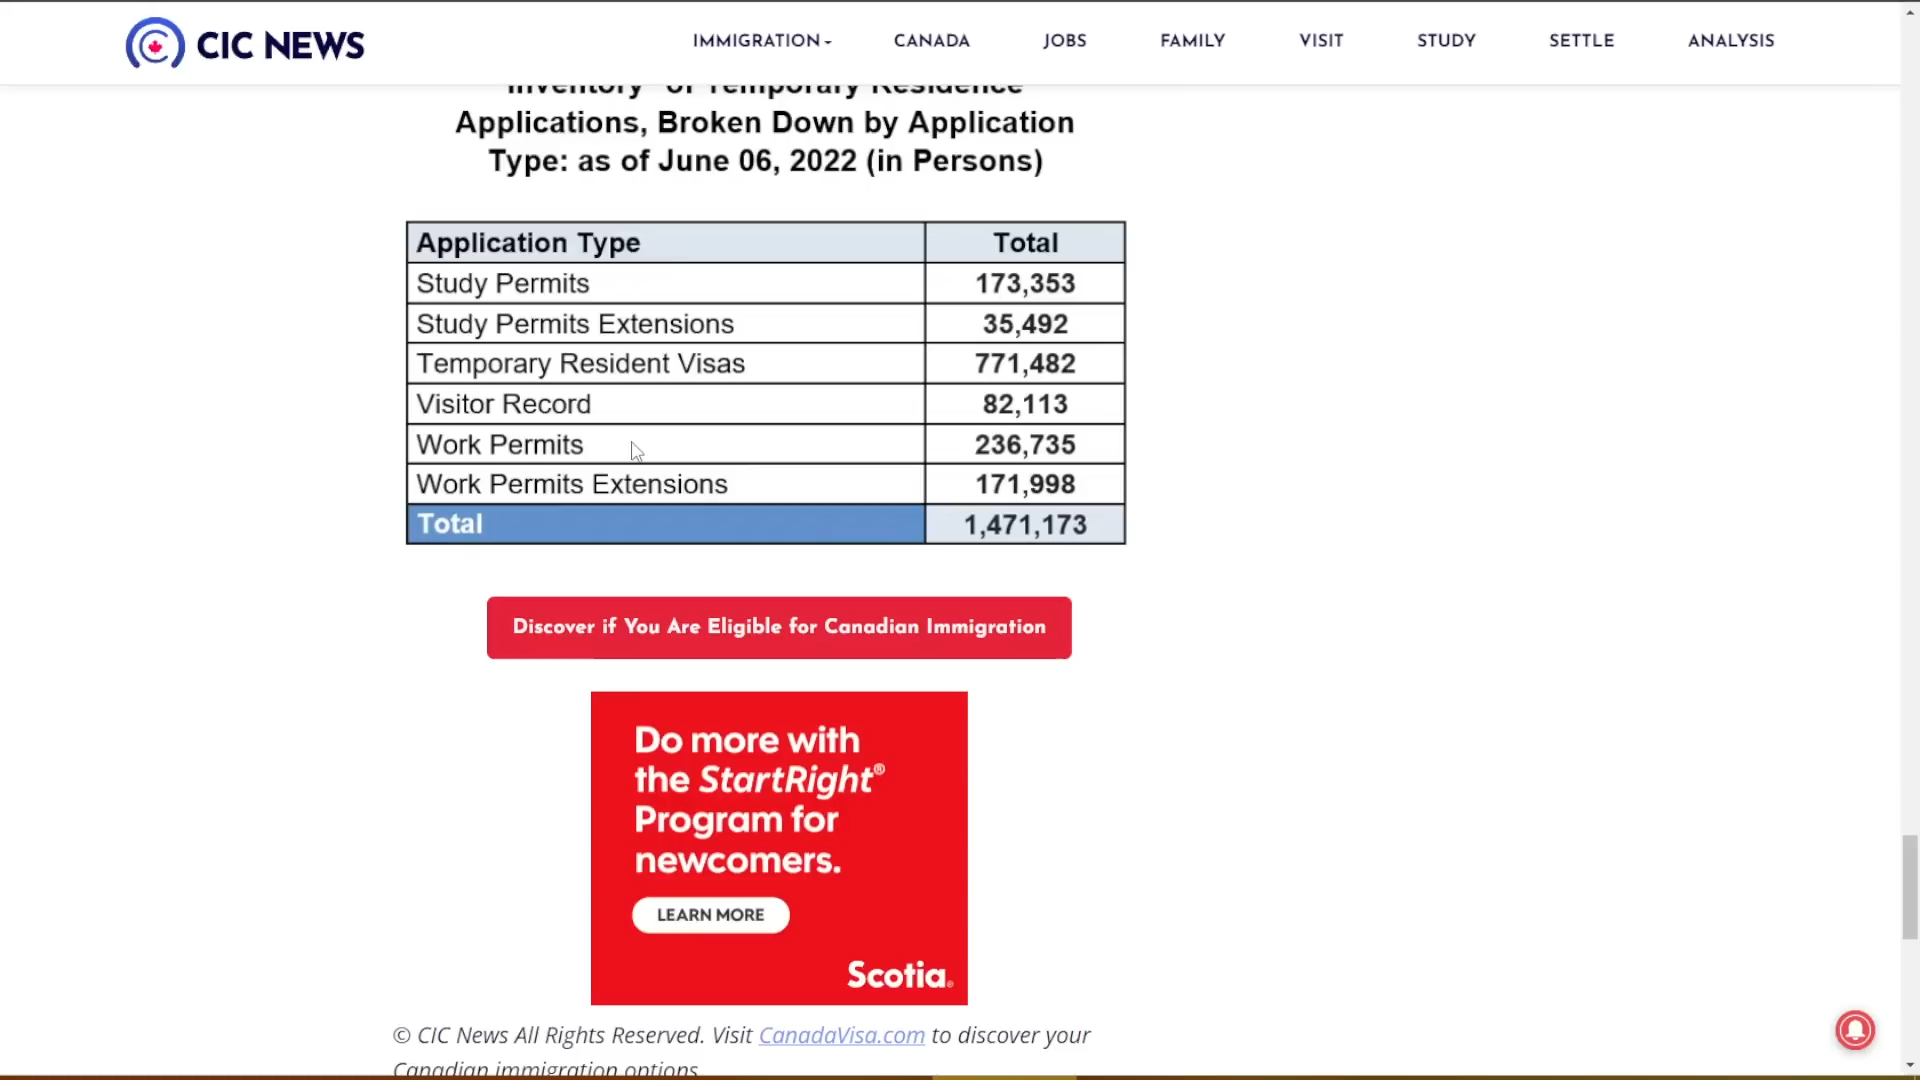 CIC NEWS
IMMIGRATION CANADA JOBS FAMILY VISIT STUDY SETTLE ANALYSIS
Inventory of Temporary Residence
Applications, Broken Down by Application
Type: as of June 06, 2022 (in Persons)
Application Type Total
Study Permits 173,353
Study Permits Extensions 35,492
Temporary Resident Visas 771,482
Visitor Record 82,113
Work Permits 236,735
Work Permits Extensions 171,998
Total 1,471,173
Discover if You Are Eligible for Canadian Immigration
Do more with
the StartRight®
Program for
newcomers.
LEARN MORE
Scotia®
© CIC News All Rights Reserved. Visit CanadaVisa.com to discover your
Canadian immigration options